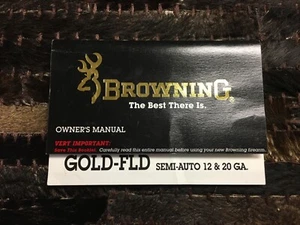 BROWNING®
The Best There Is.
OWNER'S MANUAL
VERY IMPORTANT:
Save This Booklet. Carefully read this entire manual before using your new Browning firearm.
GOLD-FLD SEMI-AUTO 12 & 20 GA.